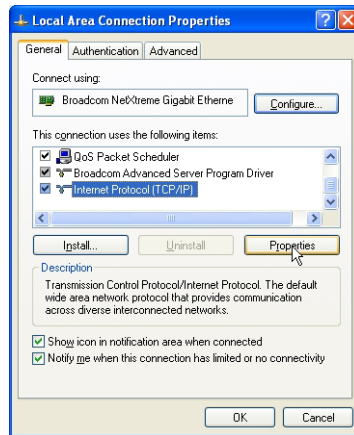 Local Area Connection Properties
General Authentication Advanced
Connect using:
Broadcom NetXtreme Gigabit Etherne Configure...
This connection uses the following items:
QoS Packet Scheduler
Broadcom Advanced Server Program Driver
Internet Protocol (TCP/IP)
Install... Uninstall Properties
Description
Transmission Control Protocol/Internet Protocol. The default
wide area network protocol that provides communication
across diverse interconnected networks.
Show icon in notification area when connected
Notify me when this connection has limited or no connectivity
OK Cancel